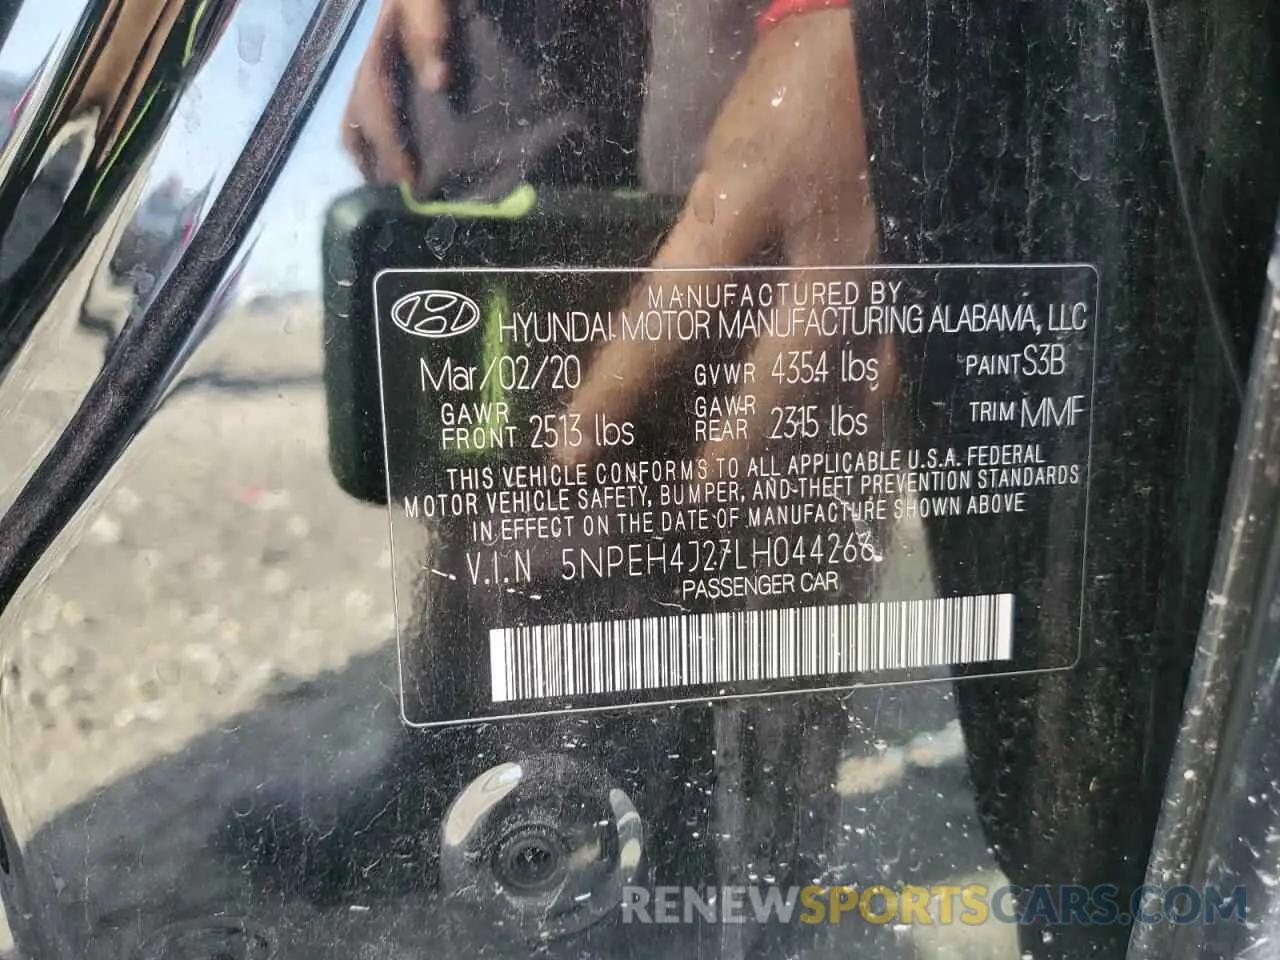 MANUFACTURED BY
HYUNDAI MOTOR MANUFACTURING ALABAMA, LLC
Mar/02/20 GVWR 4354 lbs PAINT S3B
GAWR FRONT 2513 lbs GAWR REAR 2315 lbs TRIM MMF
THIS VEHICLE CONFORMS TO ALL APPLICABLE U.S.A. FEDERAL
MOTOR VEHICLE SAFETY, BUMPER, AND THEFT PREVENTION STANDARDS
IN EFFECT ON THE DATE OF MANUFACTURE SHOWN ABOVE
V.I.N 5NPEH4J27LH044268
PASSENGER CAR
RENEWSPORTSCARS.COM